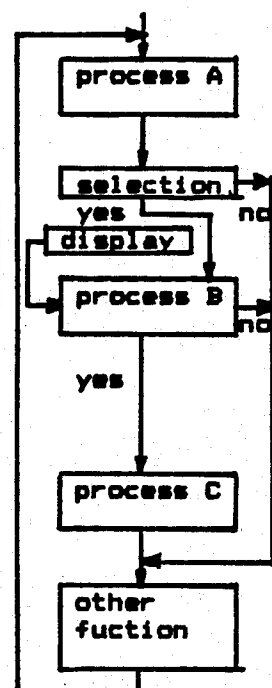 process A
selection
yes
no
display
process B
no
yes
process C
other
fuction